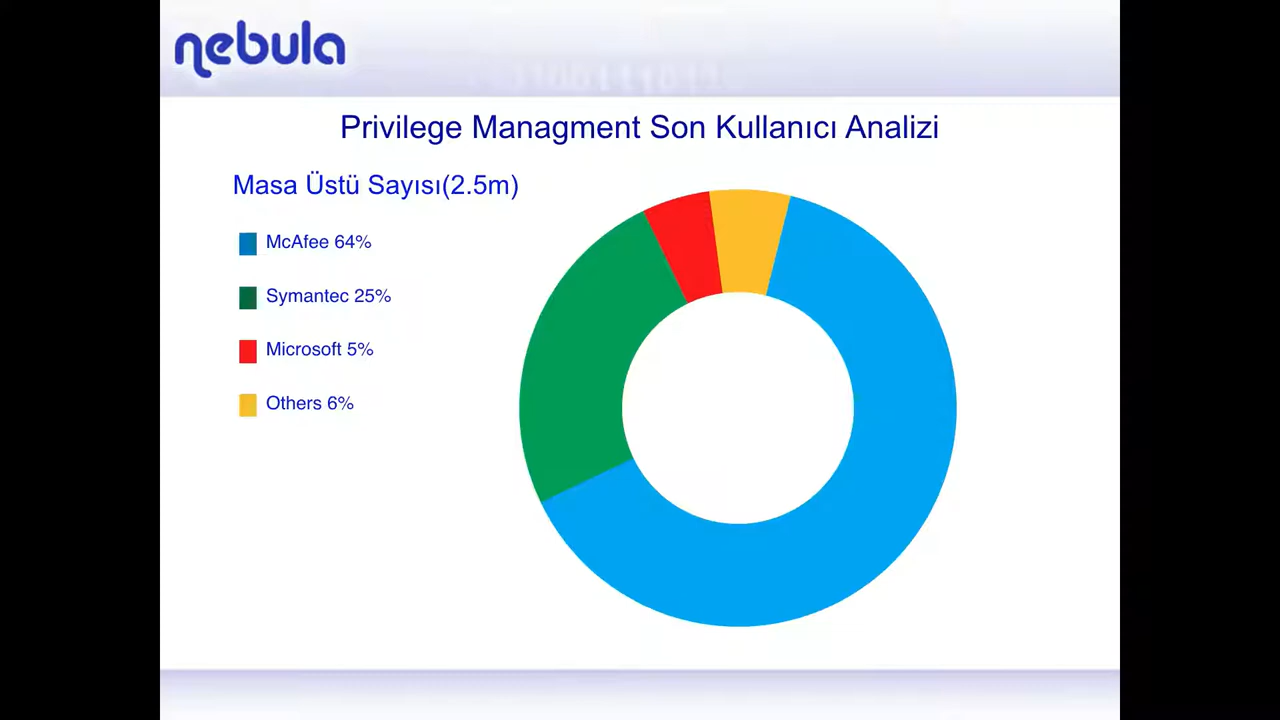 nebula
Privilege Managment Son Kullanıcı Analizi
Masa Üstü Sayısı(2.5m)
McAfee 64%
Symantec 25%
Microsoft 5%
Others 6%